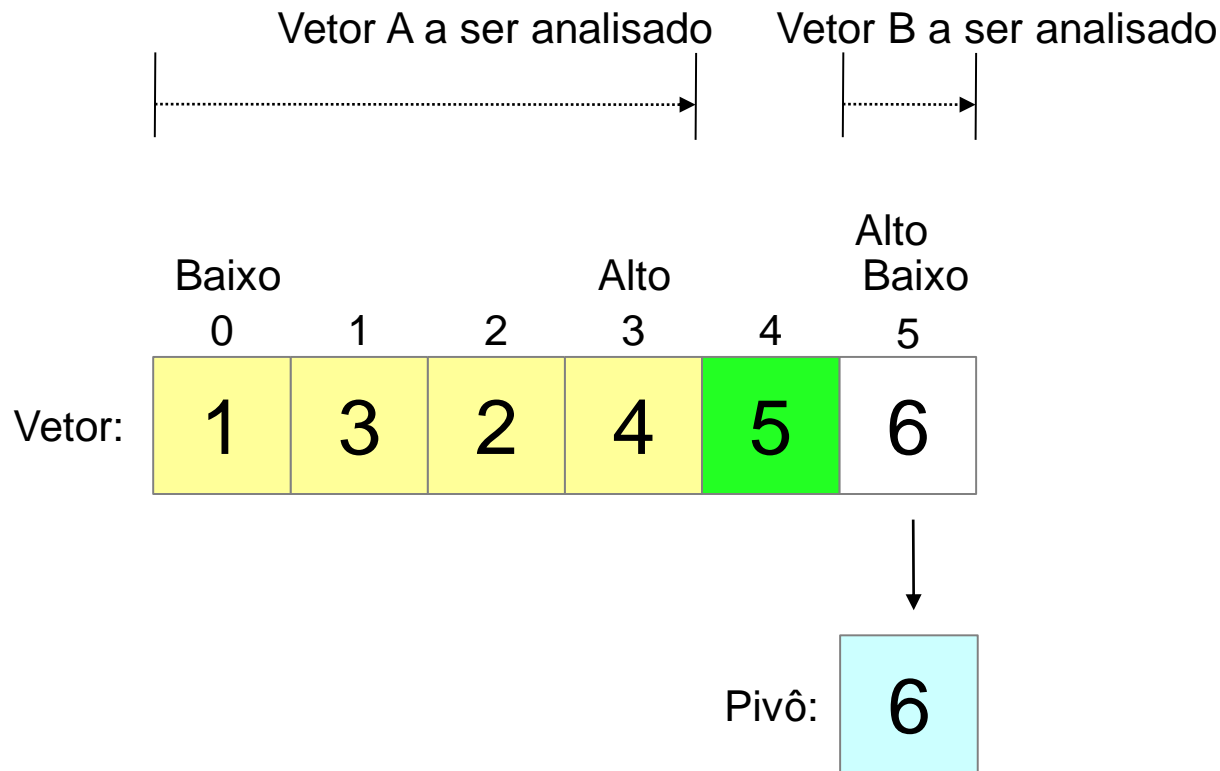 Vetor A a ser analisado Vetor B a ser analisado
Alto
Baixo Alto Baixo
0 1 2 3 4 5
Vetor: 1 3 2 4 5 6
Pivô: 6